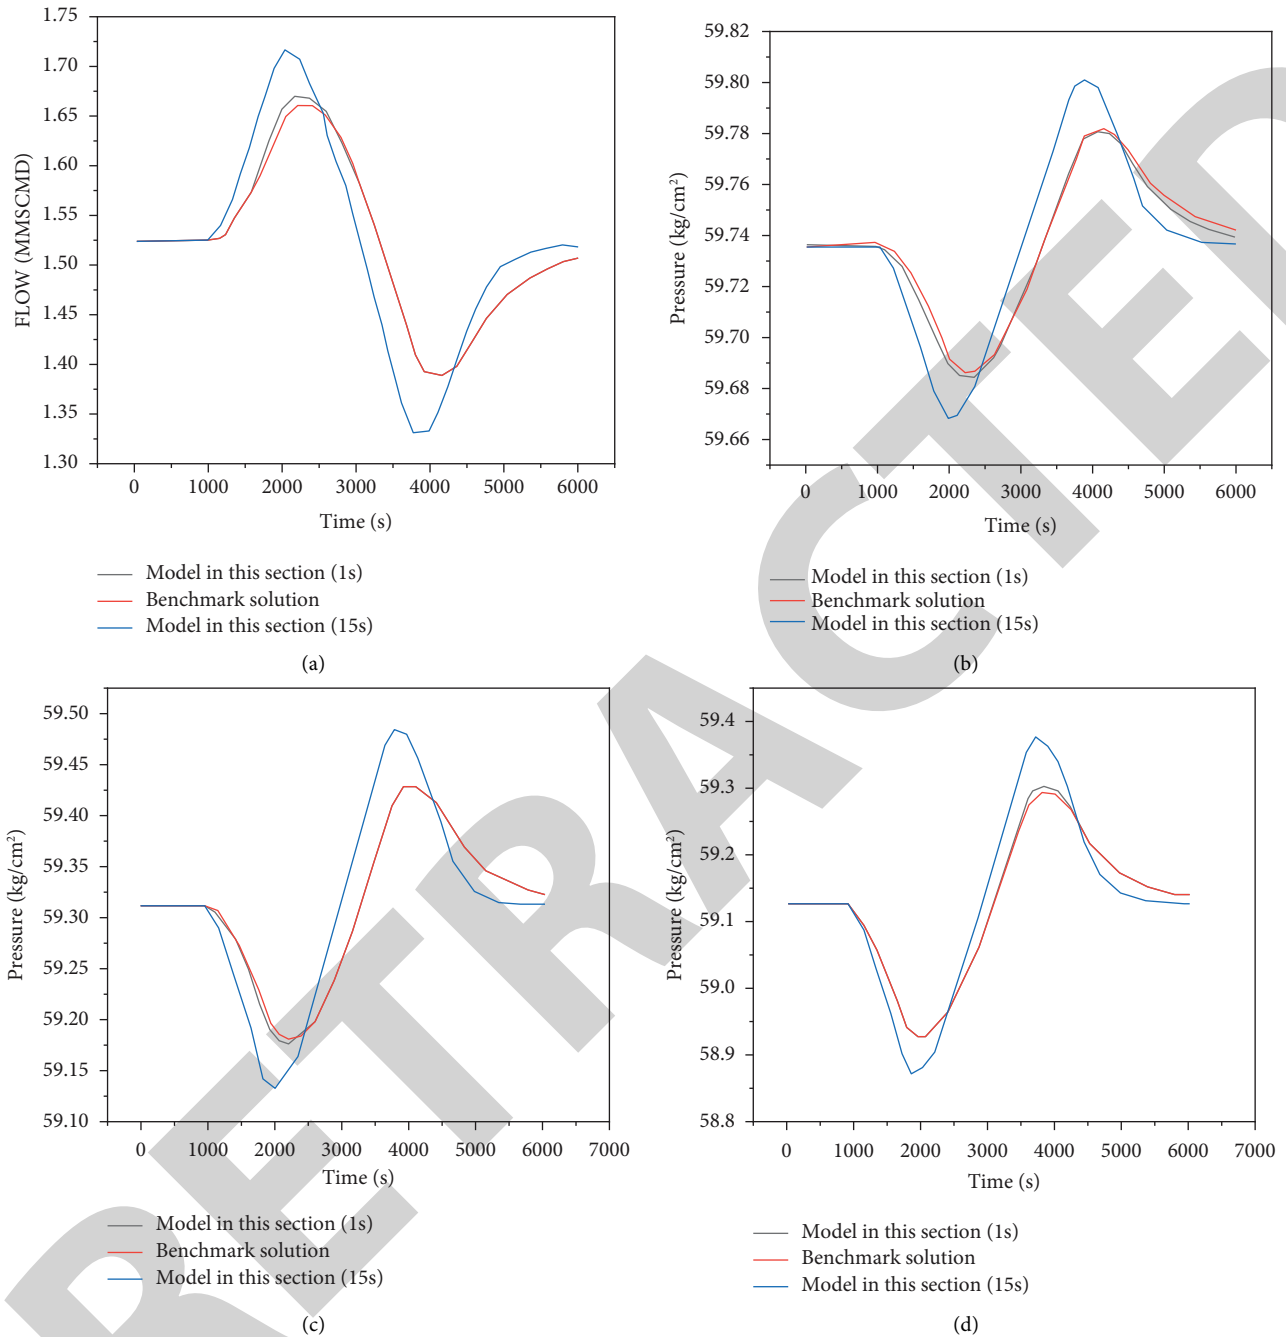 1.75
1.70
1.65
1.60
1.55
1.50
1.45
1.40
1.35
1.30
FLOW (MMSCMD)
0 1000 2000 3000 4000 5000 6000
Time (s)
Model in this section (1s)
Benchmark solution
Model in this section (15s)
(a)
59.82
59.80
59.78
59.76
59.74
59.72
59.70
59.68
59.66
Pressure (kg/cm²)
0 1000 2000 3000 4000 5000 6000
Time (s)
Model in this section (1s)
Benchmark solution
Model in this section (15s)
(b)
59.50
59.45
59.40
59.35
59.30
59.25
59.20
59.15
59.10
Pressure (kg/cm²)
0 1000 2000 3000 4000 5000 6000 7000
Time (s)
Model in this section (1s)
Benchmark solution
Model in this section (15s)
(c)
59.4
59.3
59.2
59.1
59.0
58.9
58.8
Pressure (kg/cm²)
0 1000 2000 3000 4000 5000 6000 7000
Time (s)
Model in this section (1s)
Benchmark solution
Model in this section (15s)
(d)
RETRACTED